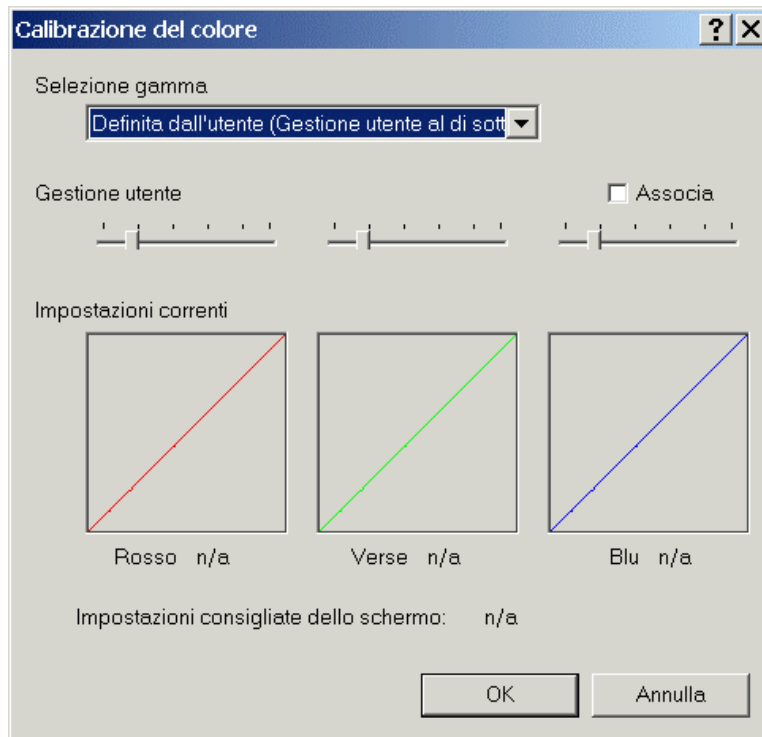 Calibrazione del colore
Selezione gamma
Definita dall'utente (Gestione utente al di sott
Gestione utente
Associa
Impostazioni correnti
Rosso n/a
Verse n/a
Blu n/a
Impostazioni consigliate dello schermo: n/a
OK
Annulla